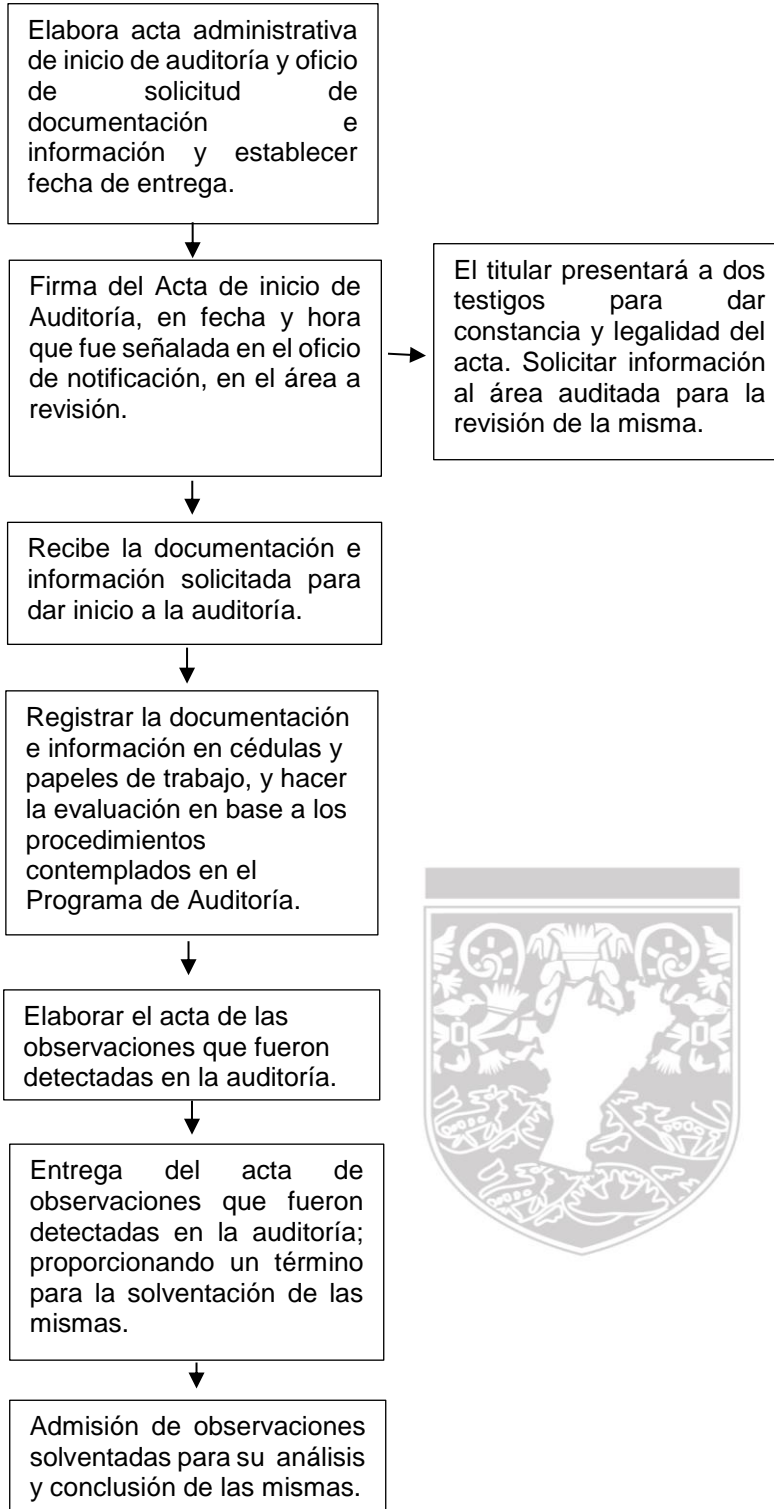 Elabora acta administrativa
de inicio de auditoría y oficio
de solicitud de
documentación e
información y establecer
fecha de entrega.
Firma del Acta de inicio de
Auditoría, en fecha y hora
que fue señalada en el oficio
de notificación, en el área a
revisión.
El titular presentará a dos
testigos para dar
constancia y legalidad del
acta. Solicitar información
al área auditada para la
revisión de la misma.
Recibe la documentación e
información solicitada para
dar inicio a la auditoría.
Registrar la documentación
e información en cédulas y
papeles de trabajo, y hacer
la evaluación en base a los
procedimientos
contemplados en el
Programa de Auditoría.
Elaborar el acta de las
observaciones que fueron
detectadas en la auditoría.
Entrega del acta de
observaciones que fueron
detectadas en la auditoría;
proporcionando un término
para la solventación de las
mismas.
Admisión de observaciones
solventadas para su análisis
y conclusión de las mismas.